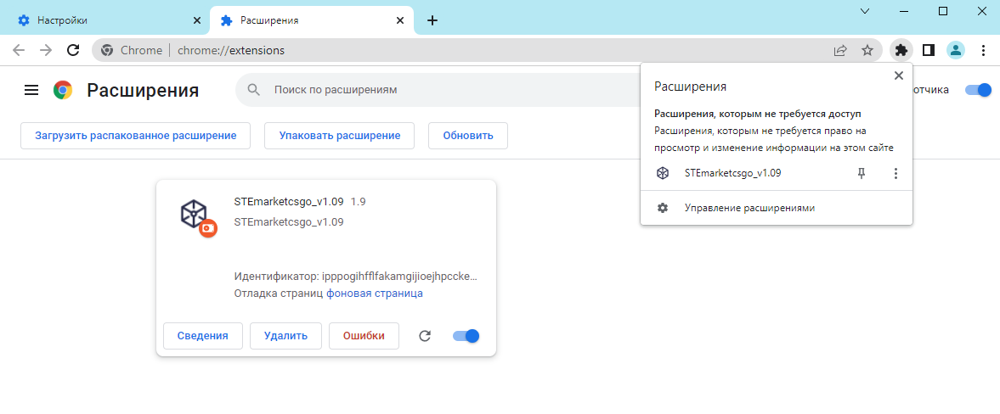 Настройки
Расширения
Chrome | chrome://extensions
Расширения
Поиск по расширениям
отчика
Загрузить распакованное расширение
Упаковать расширение
Обновить
Расширения
Расширения, которым не требуется доступ
Расширения, которым не требуется право на
просмотр и изменение информации на этом сайте
STEmarketcsgo_v1.09
Управление расширениями
STEmarketcsgo_v1.09 1.9
STEmarketcsgo_v1.09
Идентификатор: ipppogihfflfakamgijioejhpccke...
Отладка страниц фоновая страница
Сведения
Удалить
Ошибки